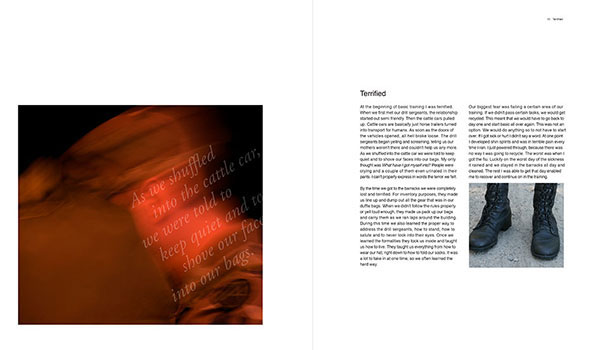 As we shuffled
into the cattle car,
we were told to
keep quiet and to
shove our faces
into our bags.
Terrified
Terrified
At the beginning of basic training I was terrified.
When we first met our drill sergeants, the relationship
started out semi friendly. Then the cattle cars pulled
up. Cattle cars are basically just horse trailers turned
into transport for humans. As soon as the doors of
the vehicles opened, all hell broke loose. The drill
sergeants began yelling and screaming, telling us our
mothers weren't there and couldn't help us any more.
As we shuffled into the cattle car we were told to keep
quiet and to shove our faces into our bags. My only
thought was What have I got myself into? People were
crying and a couple of them even urinated in their
pants. I can't properly express in words the terror we felt.
By the time we got to the barracks we were completely
lost and terrified. For inventory purposes, they made
us line up and dump out all the gear that was in our
duffle bags. When we didn't follow the rules properly
or yell loud enough, they made us pack up our bags
and carry them as we ran laps around the building.
During this time we also learned the proper way to
address the drill sergeants, how to stand, how to
salute and to never look into their eyes. Once we
learned the formalities they took us inside and taught
us how to live. They taught us everything from how to
wear our hat, right down to how to fold our socks. It was
a lot to take in at one time, so we often learned the
hard way.
Our biggest fear was failing a certain area of our
training. If we didn't pass certain tasks, we would get
recycled. This meant that we would have to go back to
day one and start basic all over again. This was not an
option. We would do anything so to not have to start
over. If I got sick or hurt I didn't say a word. At one point
I developed shin splints and was in terrible pain every
time I ran. I just powered through, because there was
no way I was going to recycle. The worst was when I
got the flu. Luckily on the worst day of the sickness
it rained and we stayed in the barracks all day and
cleaned. The rest I was able to get that day enabled
me to recover and continue on in the training.